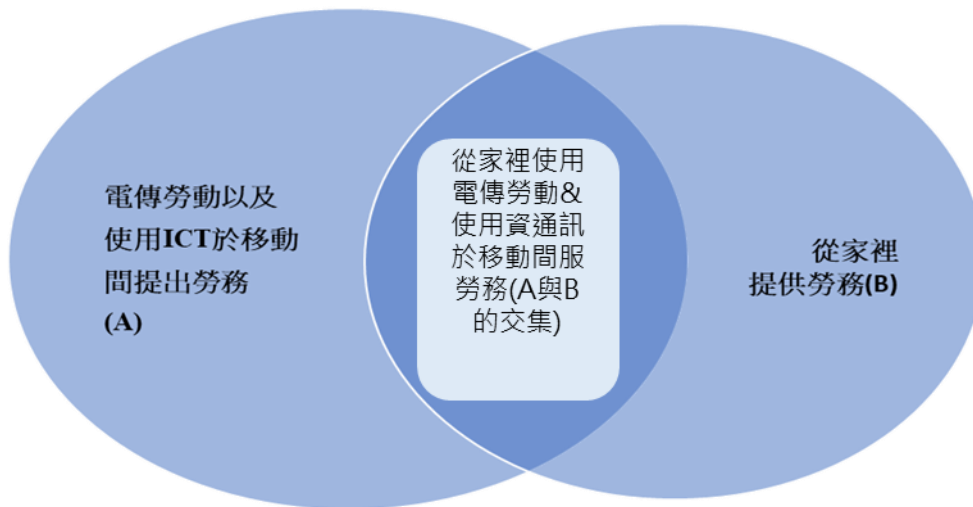 電傳勞動以及
使用ICT於移動
間提出勞務
(A)
從家裡使用
電傳勞動&
使用資通訊
於移動間服
勞務(A與B
的交集)
從家裡
提供勞務(B)